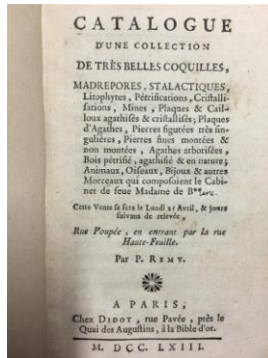 CATALOGUE
D'UNE COLLECTION
DE TRÈS BELLES COQUILLES,
MADREPORES, STALACTIQUES,
Litophytes, Pétrifications, Cristalli-
sations, Mines, Plaques & Cail-
loux agathisés & cristallisés; Plaques
d'Agathes, Pierres figurées très sin-
gulières, Pierres fines montées &
non montées, Agathes arborisées,
Bois pétrifié, agathisé & en nature;
Animaux, Oiseaux, Bijoux & autres
Morceaux qui composoient le Cabi-
net de feue Madame de B**
Cette Vente se fera le Lundi Avril, & jours
suivans de relevée,
Rue Poupée, en entrant par la rue
Haute-Feuille.
Par P. REMY.
A PARIS,
Chez DIDOT, rue Pavée, près le
Quai des Augustins, à la Bible d'or.
M. DCC. LXIII.